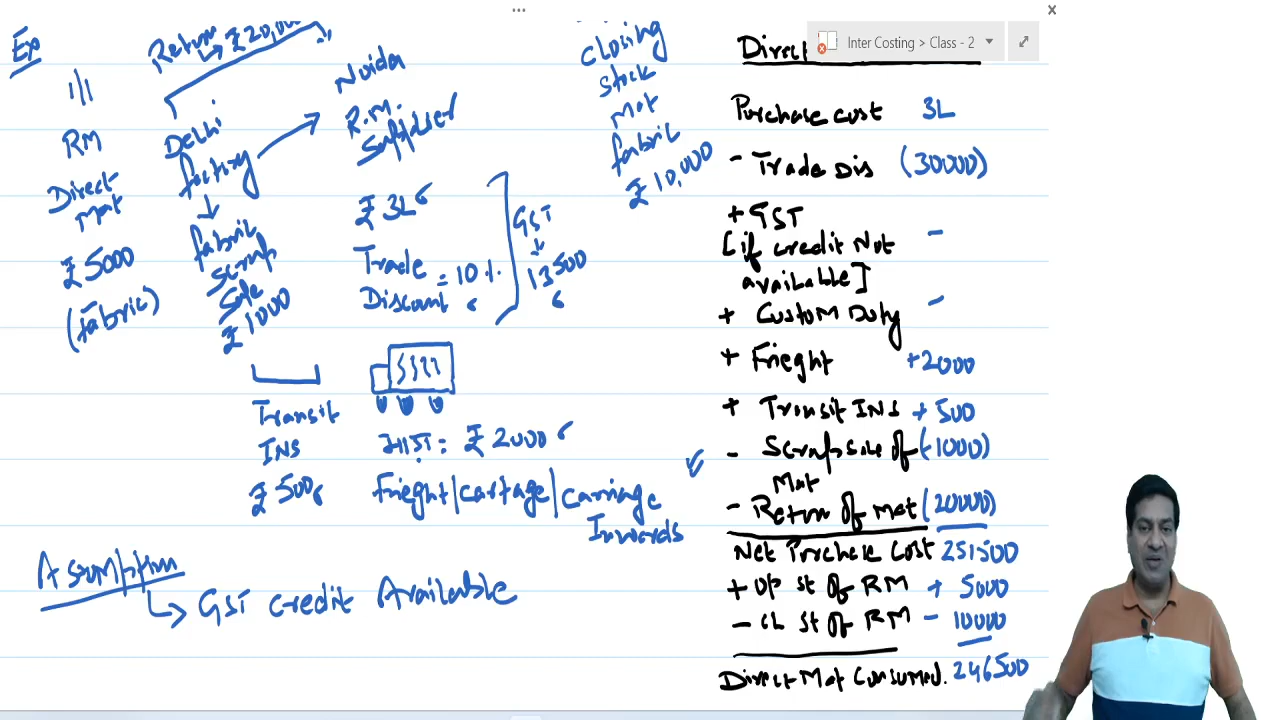 Ex
Return
↳ ₹20,000
1/1
RM
Direct
Mat
₹5000
(fabric)
Delhi
factory
↓
fabric
Scrap
Sale
₹1000
Noida
R.M.
Supplier
₹3L
Trade
Discount = 10%
GST
↓
13500
Closing
stock
Mat
fabric
₹10,000
Transit
INS
₹500
भाड़ा: ₹2000
Frieght/cartage/carriage
Inwards
Asumption
↳ GST credit Available
Inter Costing > Class - 2
Direct
Purchase cost 3L
- Trade Dis (30000)
+ GST
[if credit Not –
available]
+ Custom Duty –
+ Frieght +2000
+ Transit INS + 500
- Scrap sale of (-1000)
Mat
- Return of mat (20000)
Net Purchase Cost 251500
+ OP St of RM + 5000
- Cl St of RM - 10000
Direct Mat Consumed. 246500